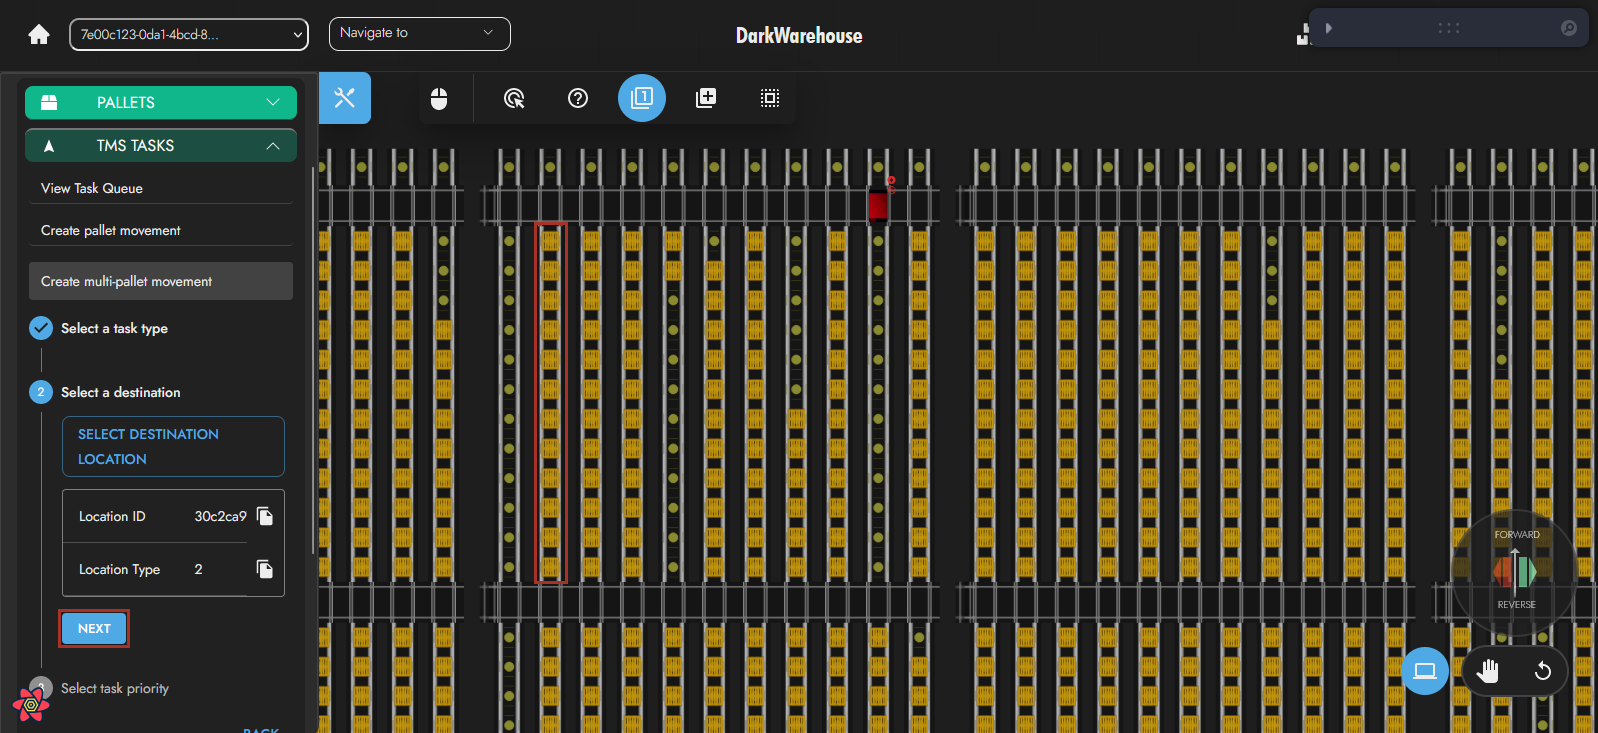 7e00c123-0da1-4bcd-8...
Navigate to
DarkWarehouse
PALLETS
TMS TASKS
View Task Queue
Create pallet movement
Create multi-pallet movement
Select a task type
2 Select a destination
SELECT DESTINATION
LOCATION
Location ID 30c2ca9
Location Type 2
NEXT
Select task priority
BACK
1
FORWARD
REVERSE